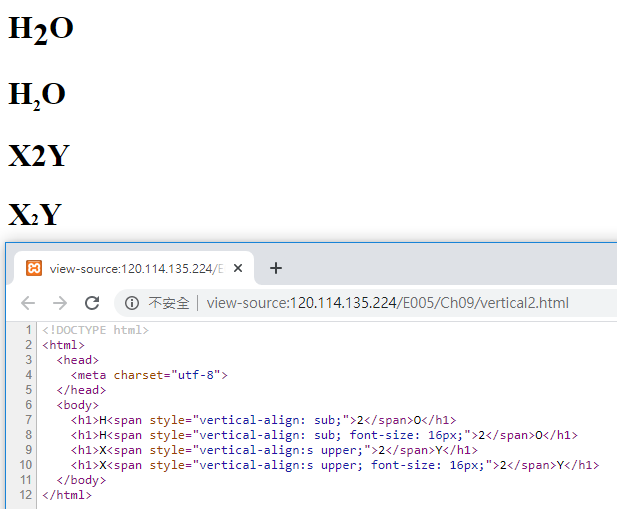 H2O
H2O
X2Y
X2Y
view-source:120.114.135.224/E
不安全 | view-source:120.114.135.224/E005/Ch09/vertical2.html
1 <!DOCTYPE html>
2 <html>
3 <head>
4 <meta charset="utf-8">
5 </head>
6 <body>
7 <h1>H<span style="vertical-align: sub;">2</span>O</h1>
8 <h1>H<span style="vertical-align: sub; font-size: 16px;">2</span>O</h1>
9 <h1>X<span style="vertical-align:s upper;">2</span>Y</h1>
10 <h1>X<span style="vertical-align:s upper; font-size: 16px;">2</span>Y</h1>
11 </body>
12 </html>